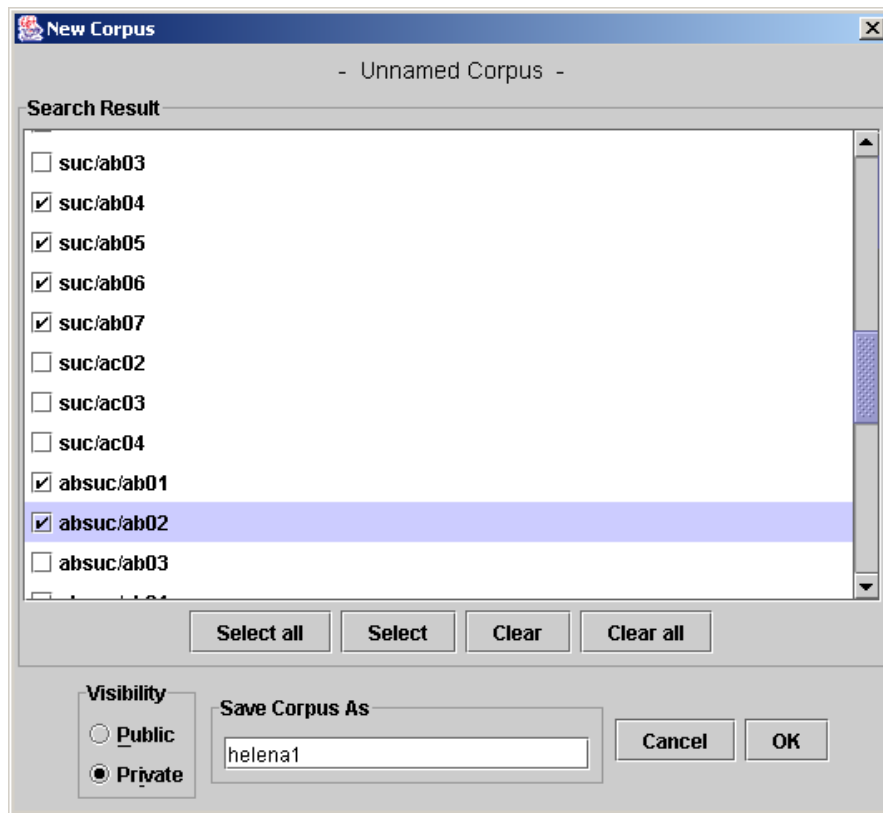 New Corpus
- Unnamed Corpus -
Search Result
suc/ab03
suc/ab04
suc/ab05
suc/ab06
suc/ab07
suc/ac02
suc/ac03
suc/ac04
absuc/ab01
absuc/ab02
absuc/ab03
Select all Select Clear Clear all
Visibility
Public
Private
Save Corpus As
helena1
Cancel OK